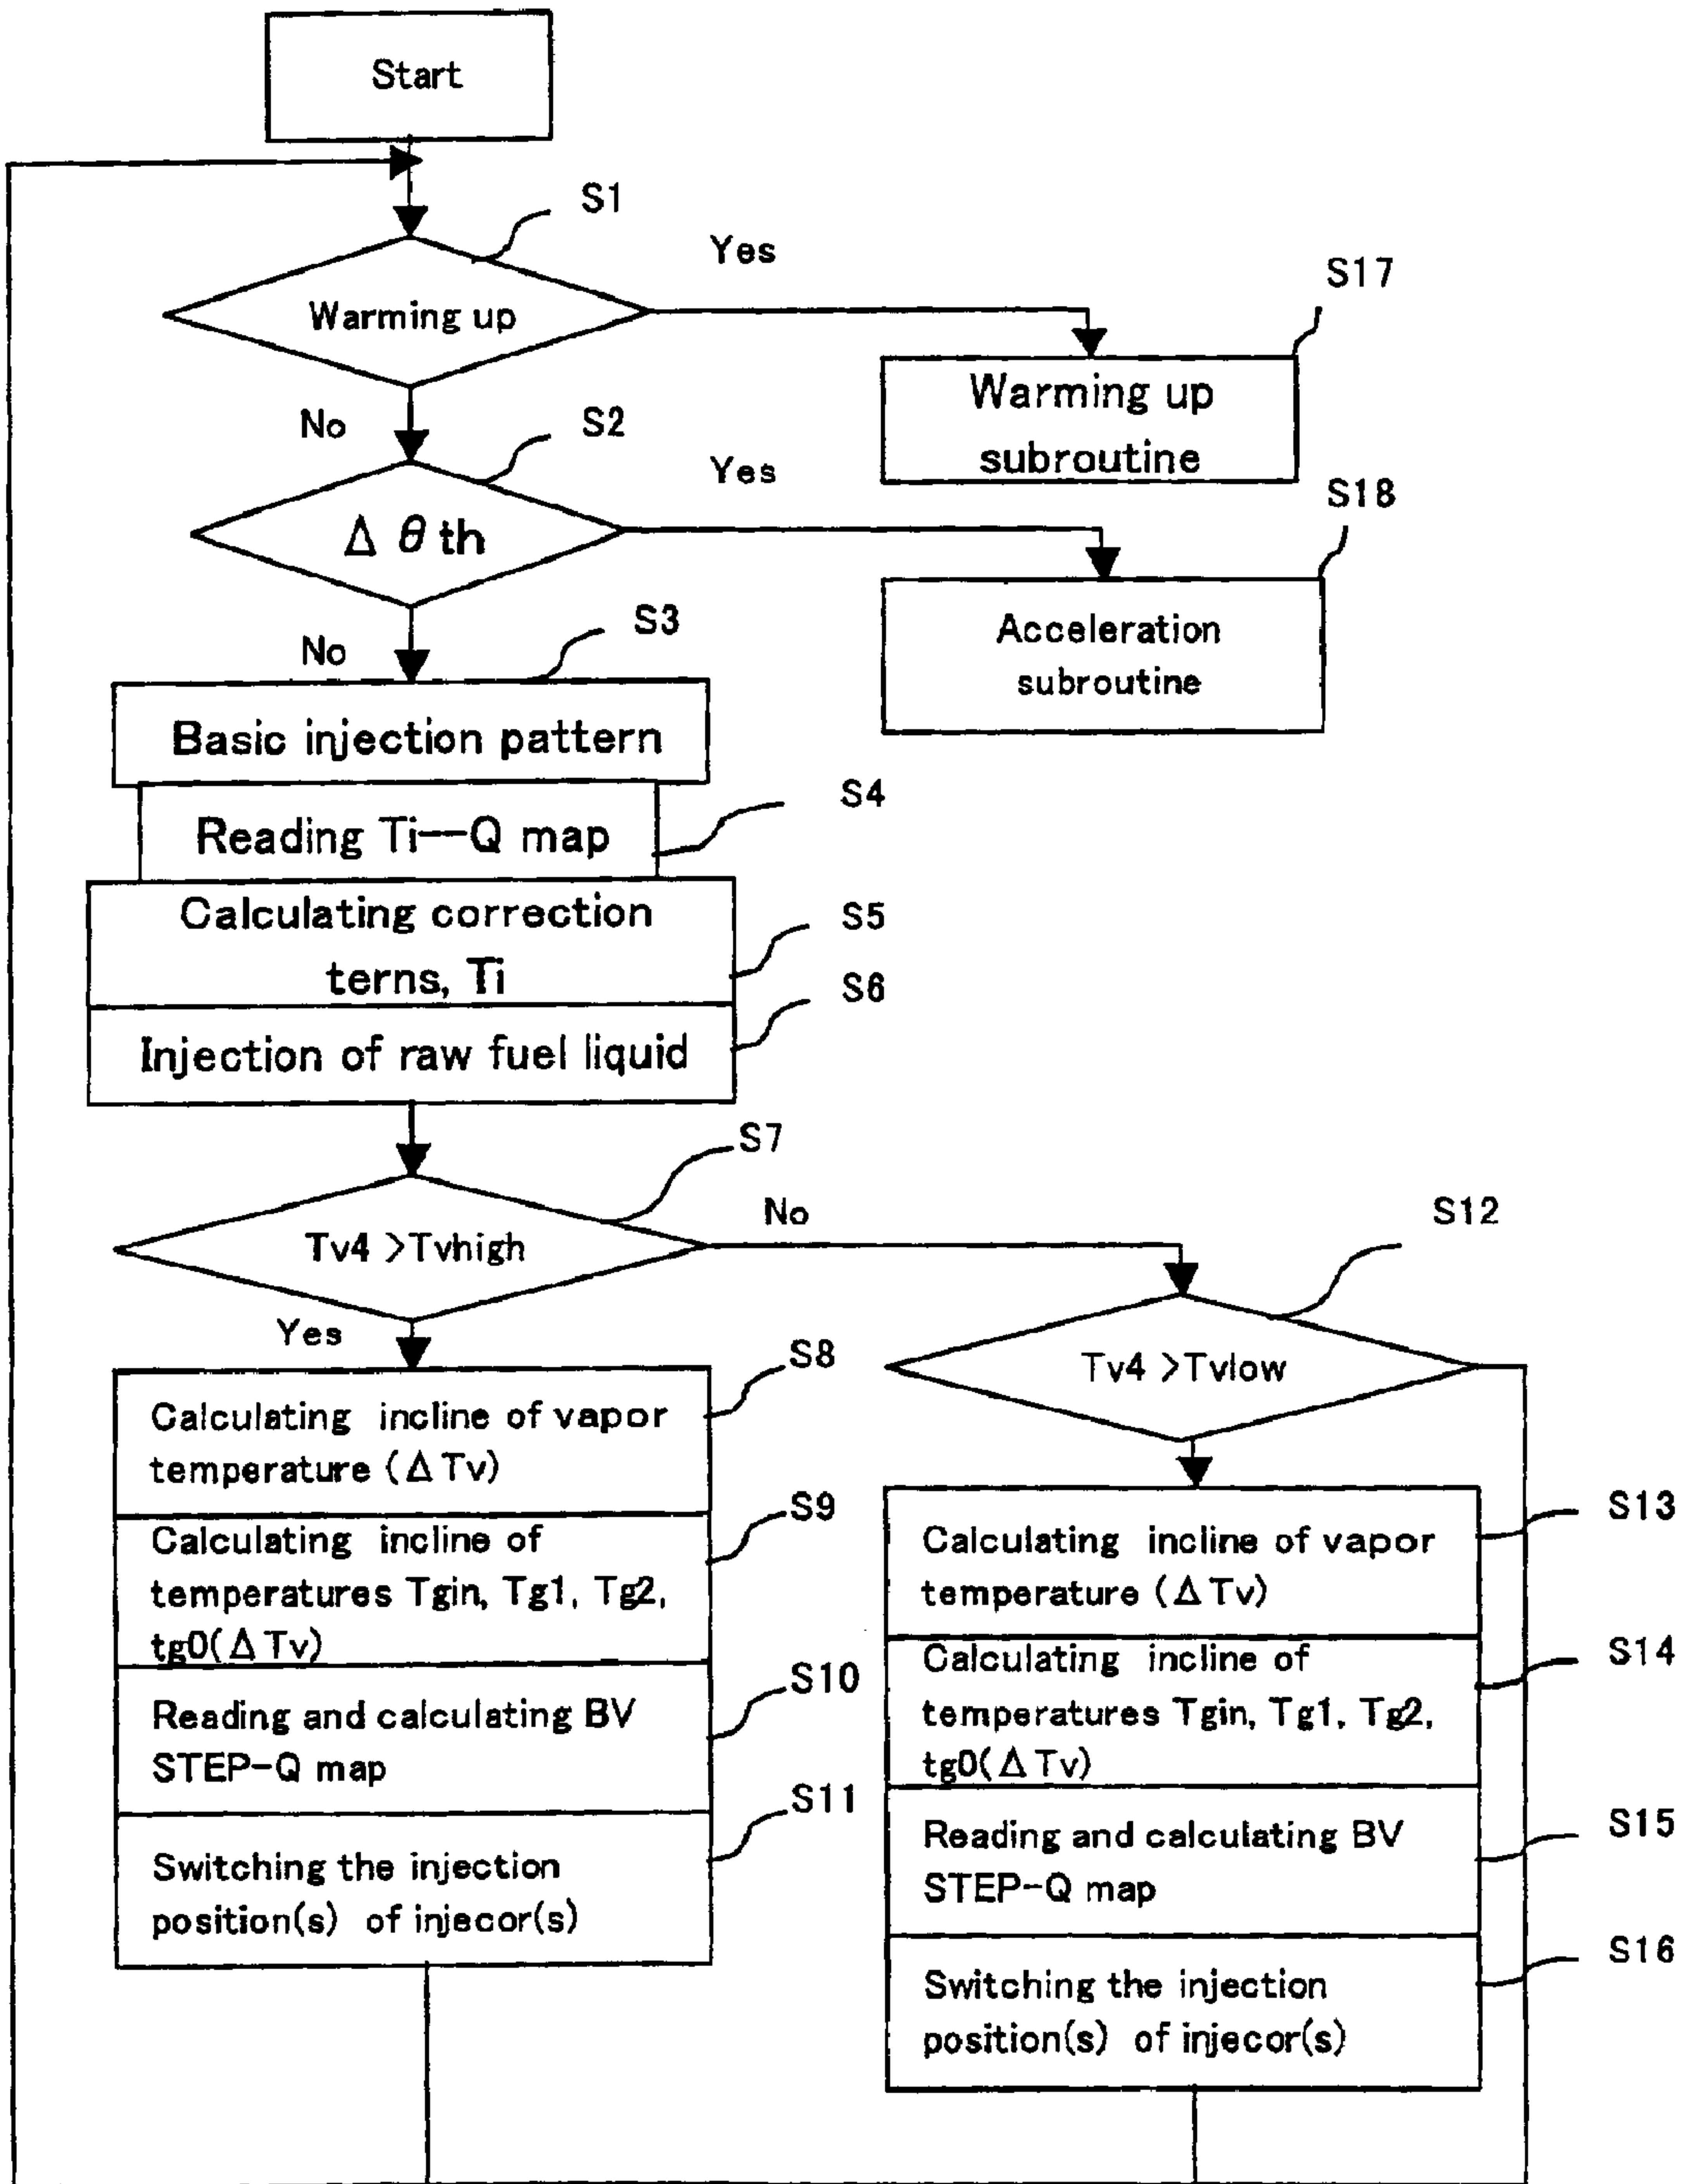 Start
S1
Yes
S17
Warming up
Warming up
subroutine
No
S2
Yes
S18
Δ θ th
Acceleration
subroutine
No
S3
Basic injection pattern
S4
Reading Ti—Q map
Calculating correction
terns, Ti
S5
S6
Injection of raw fuel liquid
S7
No
S12
Tv4 >Tvhigh
Yes
Tv4 >Tvlow
S8
Calculating incline of vapor
temperature (Δ Tv)
S9
Calculating incline of
temperatures Tgin, Tg1, Tg2,
tg0(Δ Tv)
S10
Reading and calculating BV
STEP-Q map
S11
Switching the injection
position(s) of injecor(s)
S13
Calculating incline of vapor
temperature (Δ Tv)
S14
Calculating incline of
temperatures Tgin, Tg1, Tg2,
tg0(Δ Tv)
S15
Reading and calculating BV
STEP-Q map
S16
Switching the injection
position(s) of injecor(s)